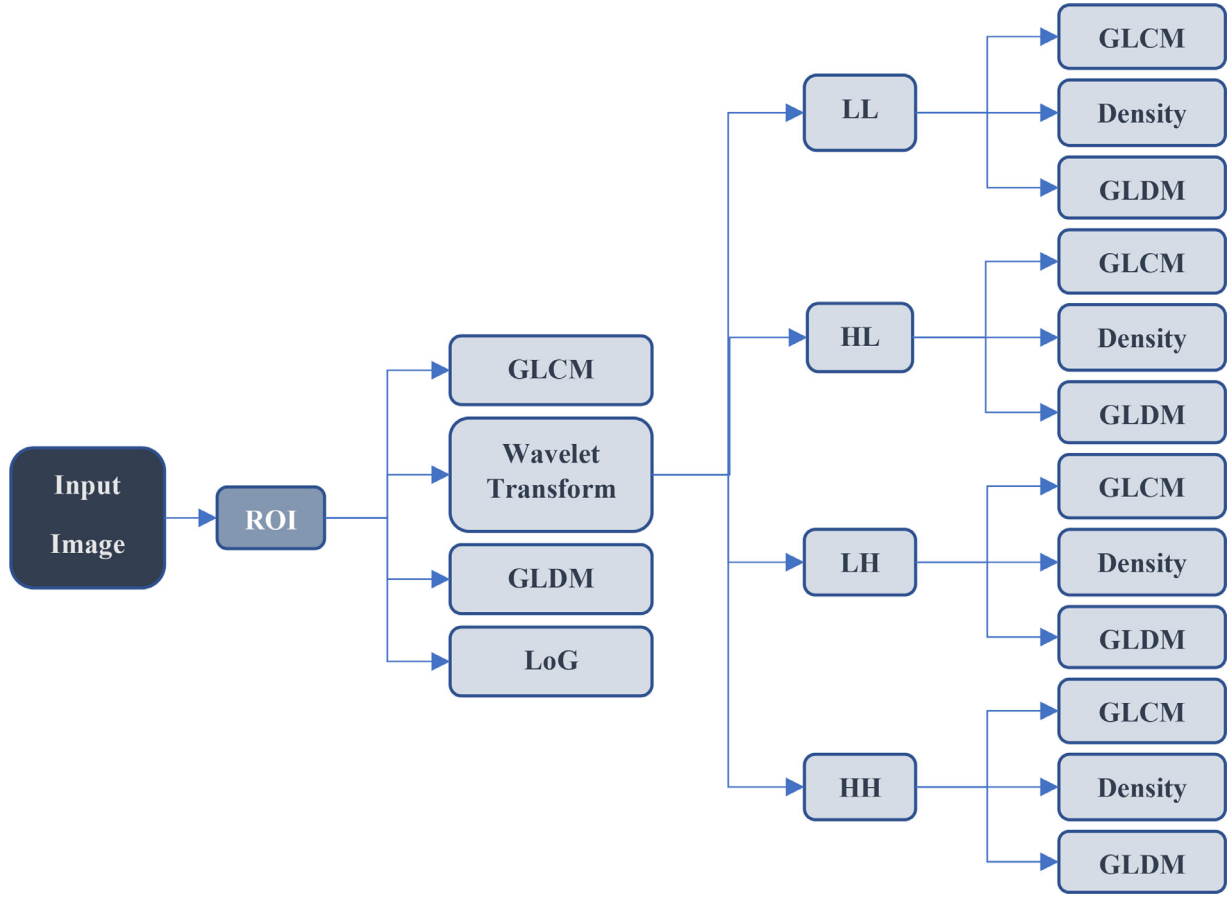 Input
Image
ROI
GLCM
Wavelet
Transform
GLDM
LoG
LL
HL
LH
HH
GLCM
Density
GLDM
GLCM
Density
GLDM
GLCM
Density
GLDM
GLCM
Density
GLDM